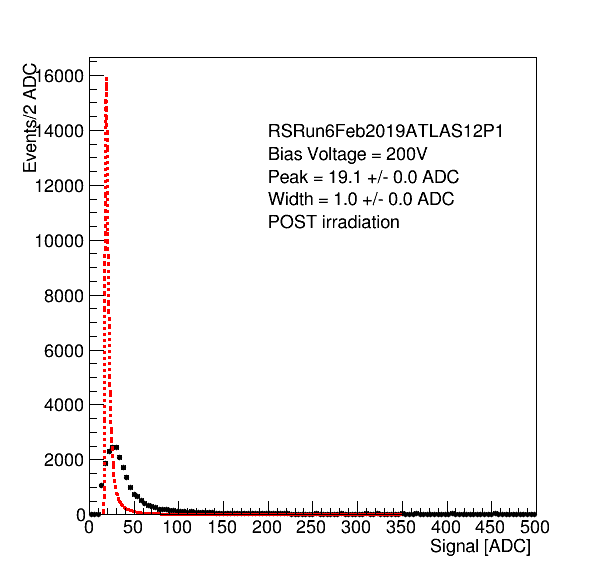 Events/2 ADC
16000
14000
12000
10000
8000
6000
4000
2000
0
RSRun6Feb2019ATLAS12P1
Bias Voltage = 200V
Peak = 19.1 +/- 0.0 ADC
Width = 1.0 +/- 0.0 ADC
POST irradiation
0 50 100 150 200 250 300 350 400 450 500
Signal [ADC]